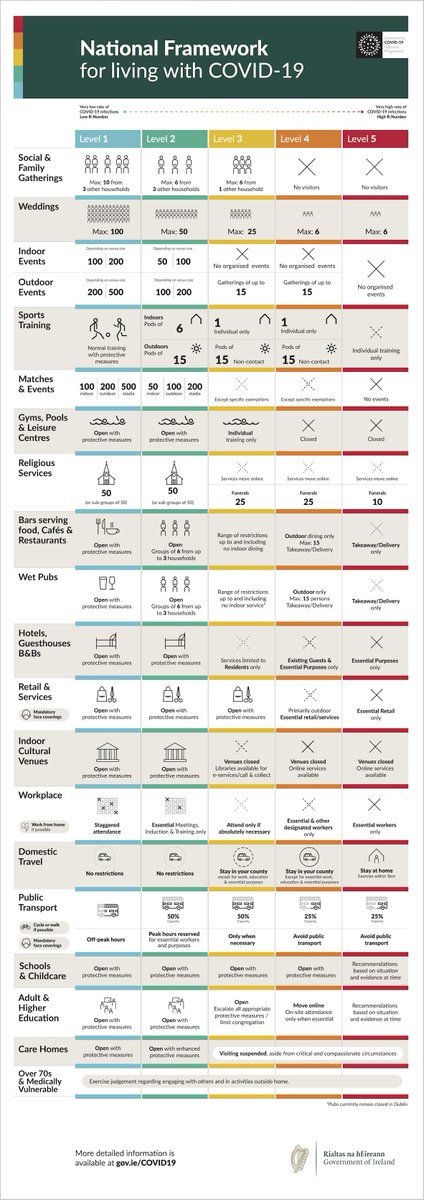 National Framework
for living with COVID-19
COVID-19
Very low rate of
COVID-19 infections
Low R-Number
Very high rate of
COVID-19 infections
High R-Number
Level 1 Level 2 Level 3 Level 4 Level 5
Social &
Family
Gatherings
Max: 10 from
3 other households
Max: 6 from
3 other households
Max: 6 from
1 other household
No visitors
No visitors
Weddings
Max: 100
Max: 50
Max: 25
Max: 6
Max: 6
Indoor
Events
Depending on venue size
100 200
Depending on venue size
50 100
No organised events
No organised events
Outdoor
Events
Depending on venue size
200 500
Depending on venue size
100 200
Gatherings of up to
15
Gatherings of up to
15
No organised
events
Sports
Training
Normal training
with protective
measures
Indoors
Pods of 6
Outdoors
Pods of 15
1
Individual only
Pods of
15 Non-contact
1
Individual only
Pods of
15 Non-contact
Individual training
only
Matches
& Events
100 200 500
indoor outdoor stadia
50 100 200
indoor outdoor stadia
Except specific exemptions
Except specific exemptions
No events
Gyms, Pools
& Leisure
Centres
Open with
protective measures
Open with
protective measures
Individual
training only
Closed
Closed
Religious
Services
50
(or sub groups of 50)
50
(or sub groups of 50)
Services move online
Funerals
25
Services move online
Funerals
25
Services move online
Funerals
10
Bars serving
food, Cafés &
Restaurants
Open with
protective measures
Open
Groups of 6 from up
to 3 households
Range of restrictions
up to and including
no indoor dining
Outdoor dining only
Max: 15
Takeaway/Delivery
Takeaway/Delivery
only
Wet Pubs
Open with
protective measures
Open
Groups of 6 from up
to 3 households
Range of restrictions
up to and including
no indoor service*
Outdoor only
Max: 15 persons
Takeaway/Delivery
Takeaway/Delivery
only
Hotels,
Guesthouses
B&Bs
Open with
protective measures
Open with
protective measures
Services limited to
Residents only
Existing Guests &
Essential Purposes only
Essential Purposes
only
Retail &
Services
Mandatory
face coverings
Open with
protective measures
Open with
protective measures
Open with
protective measures
Primarily outdoor
Essential retail/services
Essential Retail
only
Indoor
Cultural
Venues
Open with
protective measures
Open with
protective measures
Venues closed
Libraries available for
e-services/call & collect
Venues closed
Online services
available
Venues closed
Online services
available
Workplace
Work from home
if possible
Staggered
attendance
Essential Meetings,
Induction & Training only
Attend only if
absolutely necessary
Essential & other
designated workers
only
Essential workers
only
Domestic
Travel
No restrictions
No restrictions
Stay in your county
except for work, education
& essential purposes
Stay in your county
Except for essential work,
education & essential purposes
Stay at home
Exercise within 5km
Public
Transport
Cycle or walk
if possible
Mandatory
face coverings
Off-peak hours
50%
Capacity
Peak hours reserved
for essential workers
and purposes
50%
Capacity
Only when
necessary
25%
Capacity
Avoid public
transport
25%
Capacity
Avoid public
transport
Schools
& Childcare
Open with
protective measures
Open with
protective measures
Open with
protective measures
Open with
protective measures
Recommendations
based on situation
and evidence at time
Adult &
Higher
Education
Open with
protective measures
Open with
protective measures
Open
Escalate all appropriate
protective measures /
limit congregation
Move online
On-site attendance
only when essential
Recommendations
based on situation
and evidence at time
Care Homes
Open with
protective measures
Open with enhanced
protective measures
Visiting suspended, aside from critical and compassionate circumstances
Over 70s
& Medically
Vulnerable
Exercise judgement regarding engaging with others and in activities outside home.
*Pubs currently remain closed in Dublin
More detailed information is
available at gov.ie/COVID19
Rialtas na hÉireann
Government of Ireland